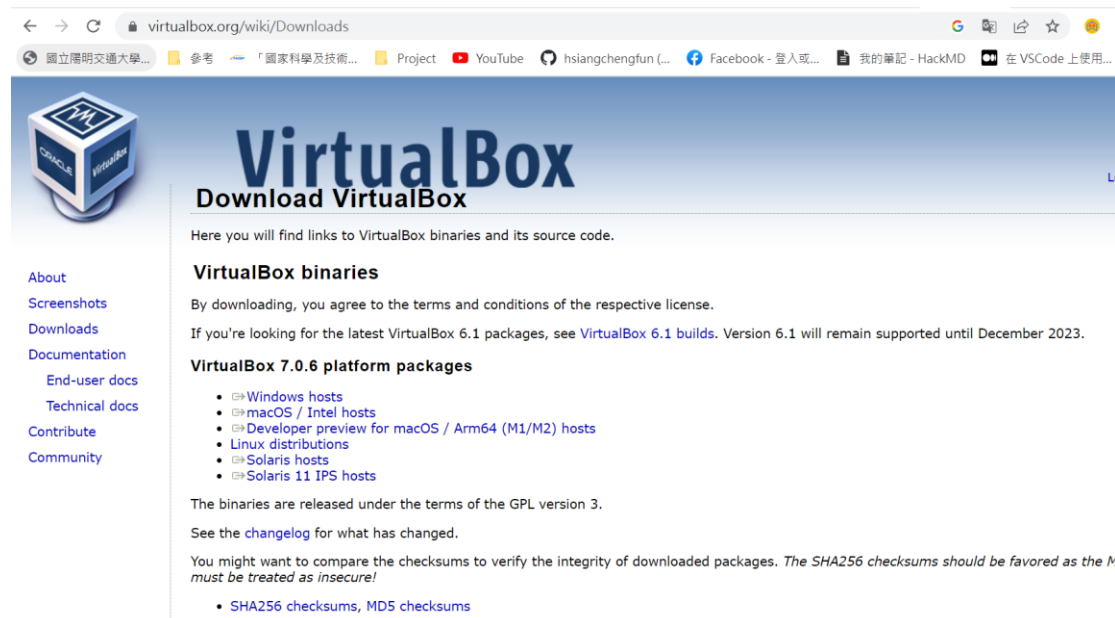 virtualbox.org/wiki/Downloads
國立陽明交通大學... 參考 「國家科學及技術... Project YouTube hsiangchengfun (... Facebook - 登入或... 我的筆記 - HackMD 在 VSCode 上使用...
ORACLE VirtualBox
VirtualBox
Download VirtualBox
Here you will find links to VirtualBox binaries and its source code.
About
Screenshots
Downloads
Documentation
End-user docs
Technical docs
Contribute
Community
VirtualBox binaries
By downloading, you agree to the terms and conditions of the respective license.
If you're looking for the latest VirtualBox 6.1 packages, see VirtualBox 6.1 builds. Version 6.1 will remain supported until December 2023.
VirtualBox 7.0.6 platform packages
• Windows hosts
• macOS / Intel hosts
• Developer preview for macOS / Arm64 (M1/M2) hosts
• Linux distributions
• Solaris hosts
• Solaris 11 IPS hosts
The binaries are released under the terms of the GPL version 3.
See the changelog for what has changed.
You might want to compare the checksums to verify the integrity of downloaded packages. The SHA256 checksums should be favored as the M
must be treated as insecure!
• SHA256 checksums, MD5 checksums